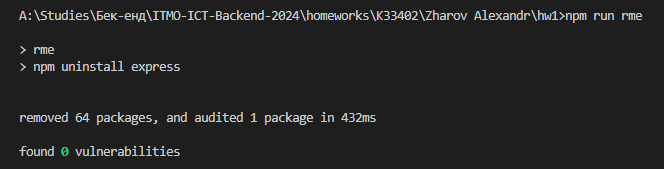 A:\Studies\Бек-енд\ITMO-ICT-Backend-2024\homeworks\K33402\Zharov Alexandr\hw1>npm run rme
> rme
> npm uninstall express
removed 64 packages, and audited 1 package in 432ms
found 0 vulnerabilities